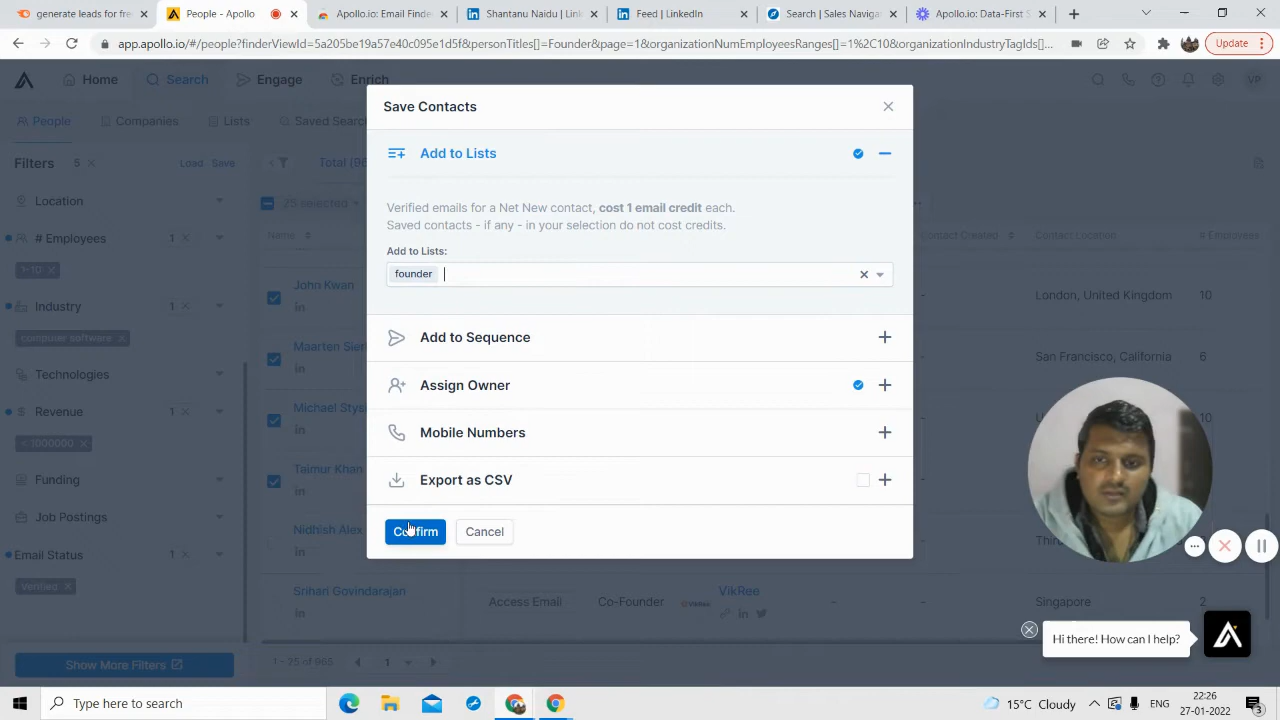 generate leads for fre
People - Apollo
Apollo.io: Email Finde
Shantanu Naidu | Link
Feed | LinkedIn
Search | Sales Naviga
Apollo.io: Data-First S
app.apollo.io/#/people?finderViewId=5a205be19a57e40c095e1d5f&personTitles[]=Founder&page=1&organizationNumEmployeesRanges[]=1%2C10&organizationIndustryTagIds[]...
Update
Home
Search
Engage
Enrich
VP
People
Companies
Lists
Saved Searc
Filters 5
Load Save
Total (96
25 selected
Name
Contact Created
Contact Location
# Employees
Location
# Employees 1
1-10
Industry 1
computer software
Technologies
Revenue 1
< 1000000
Funding
Job Postings
Email Status 1
Verified
Show More Filters
John Kwan
London, United Kingdom 10
Maarten Sier
San Francisco, California 6
Michael Stys
10
Taimur Khan
Nidhish Alex
Srihari Govindarajan
Access Email
Co-Founder
VikRee
Singapore
2
1 - 25 of 965
1
Save Contacts
Add to Lists
Verified emails for a Net New contact, cost 1 email credit each.
Saved contacts - if any - in your selection do not cost credits.
Add to Lists:
founder
Add to Sequence
Assign Owner
Mobile Numbers
Export as CSV
Confirm
Cancel
Hi there! How can I help?
Type here to search
15°C Cloudy
ENG
22:26
27-01-2022
3